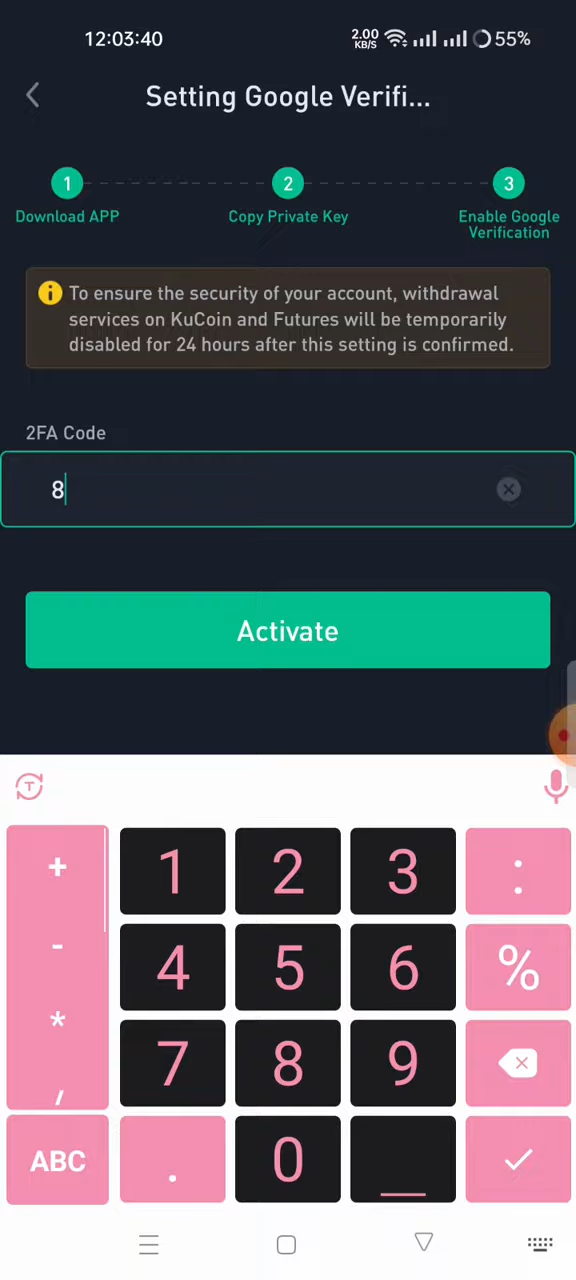 12:03:40
2.00 KB/S
55%
Setting Google Verifi...
1
2
3
Download APP
Copy Private Key
Enable Google
Verification
To ensure the security of your account, withdrawal
services on KuCoin and Futures will be temporarily
disabled for 24 hours after this setting is confirmed.
2FA Code
8
Activate
T
+ 1 2 3 :
- 4 5 6 %
* 7 8 9
/
ABC . 0 _